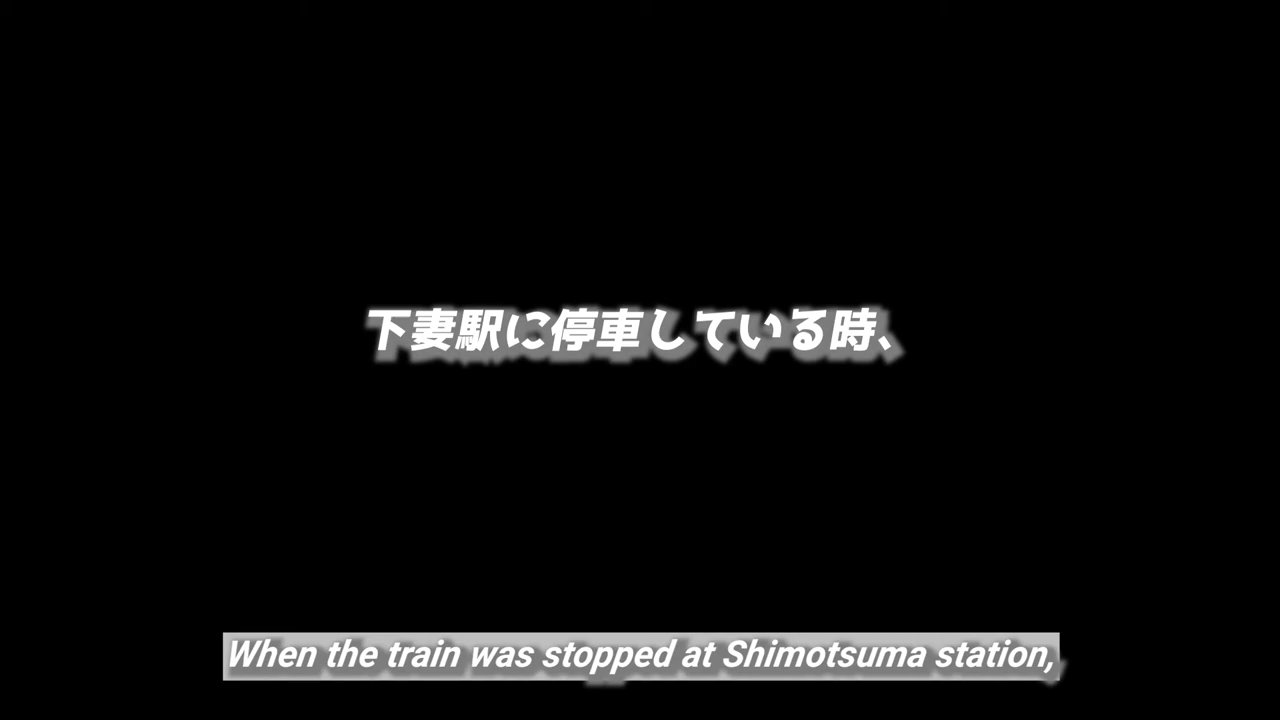 下妻駅に停車している時、
When the train was stopped at Shimotsuma station,